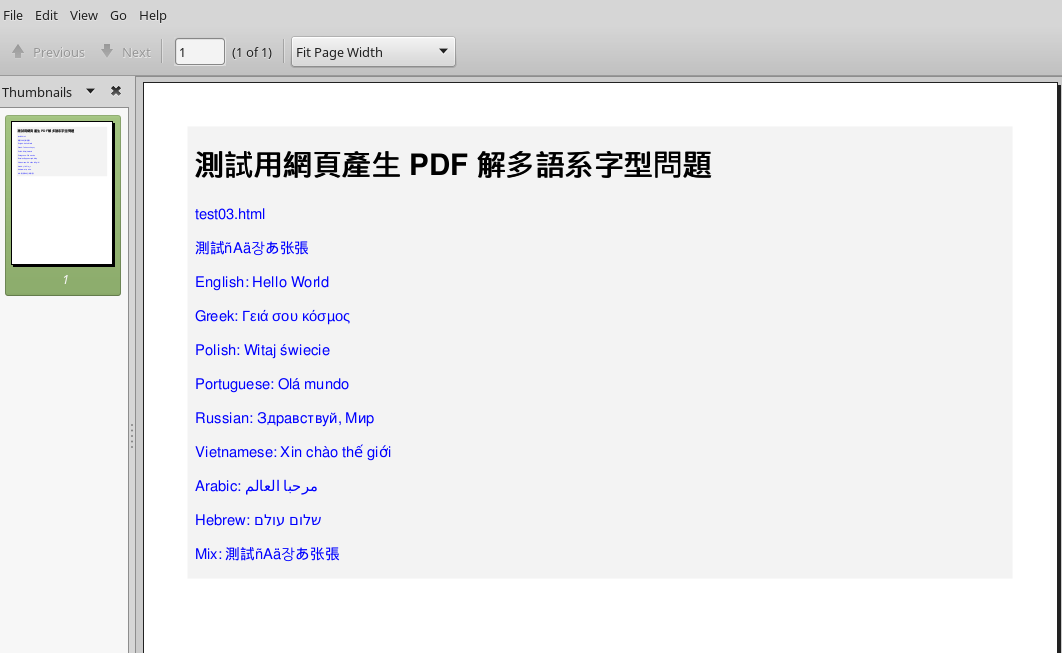 File Edit View Go Help
Previous Next 1 (1 of 1) Fit Page Width
Thumbnails
1
測試用網頁產生 PDF 解多語系字型問題
test03.html
測試ñAä장あ张張
English: Hello World
Greek: Γειά σου κόσμος
Polish: Witaj świecie
Portuguese: Olá mundo
Russian: Здравствуй, Мир
Vietnamese: Xin chào thế giới
Arabic: مرحبا العالم
Hebrew: שלום עולם
Mix: 測試ñAä장あ张張